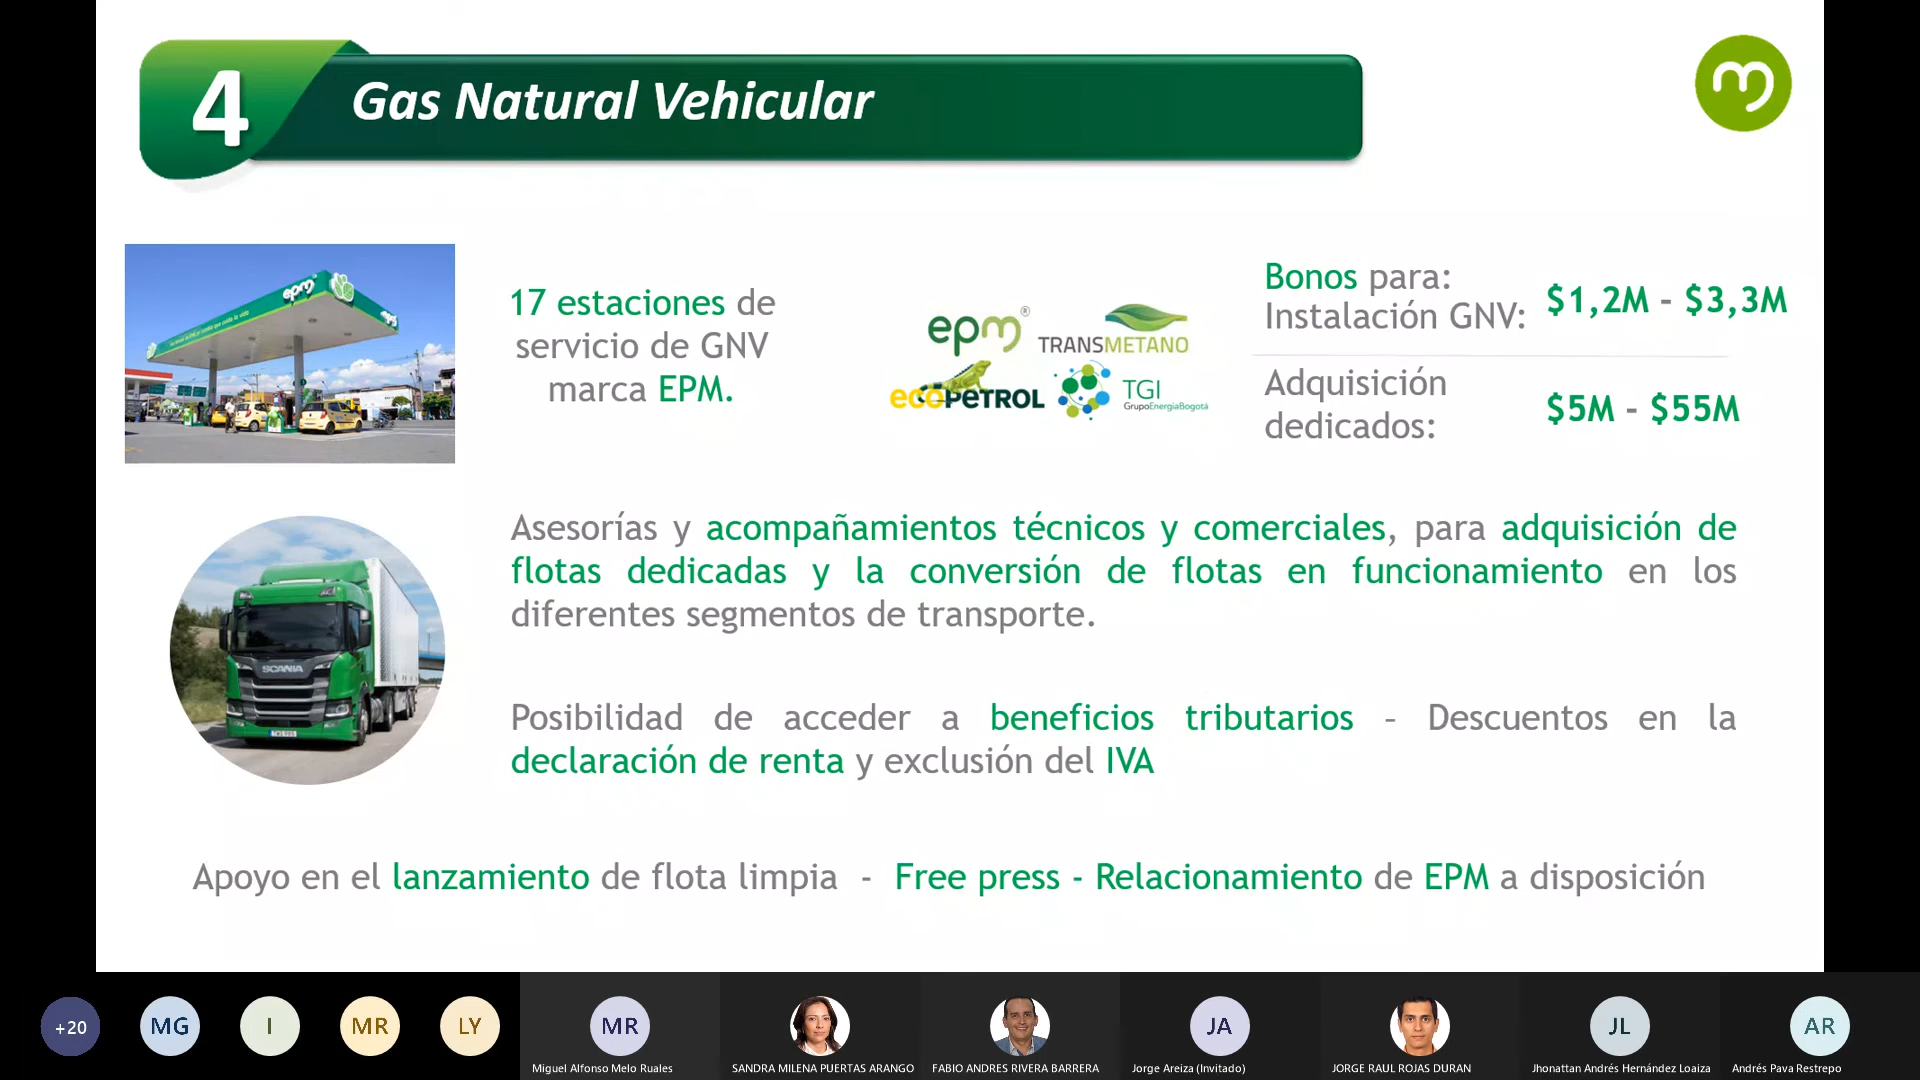 4
Gas Natural Vehicular
epm
17 estaciones de
servicio de GNV
marca EPM.
epm®
TRANSMETANO
ecoPETROL
TGI
GrupoEnergíaBogotá
Bonos para:
Instalación GNV: $1,2M - $3,3M
Adquisición
dedicados:
$5M - $55M
SCANIA
Asesorías y acompañamientos técnicos y comerciales, para adquisición de
flotas dedicadas y la conversión de flotas en funcionamiento en los
diferentes segmentos de transporte.
Posibilidad de acceder a beneficios tributarios - Descuentos en la
declaración de renta y exclusión del IVA
Apoyo en el lanzamiento de flota limpia - Free press - Relacionamiento de EPM a disposición
+20
MG
I
MR
LY
MR
JA
JL
AR
Miguel Alfonso Melo Ruales
SANDRA MILENA PUERTAS ARANGO
FABIO ANDRES RIVERA BARRERA
Jorge Areiza (Invitado)
JORGE RAUL ROJAS DURAN
Jhonattan Andrés Hernández Loaiza
Andrés Pava Restrepo